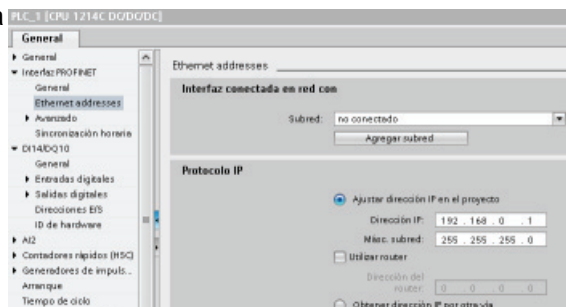 a
PLC_1 [CPU 1214C DC/DC/DC]
General
General
Interfaz PROFINET
General
Ethernet addresses
Avanzado
Sincronización horaria
DI14/DQ10
General
Entradas digitales
Salidas digitales
Direcciones E/S
ID de hardware
AI2
Contadores rápidos (HSC)
Generadores de impuls...
Arranque
Tiempo de ciclo
Ethernet addresses
Interfaz conectada en red con
Subred: no conectado
Agregar subred
Protocolo IP
Ajustar dirección IP en el proyecto
Dirección IP: 192 . 168 . 0 . 1
Másc. subred: 255 . 255 . 255 . 0
Utilizar router
Dirección del
router: 0 . 0 . 0 . 0
Obtener dirección IP por otra vía